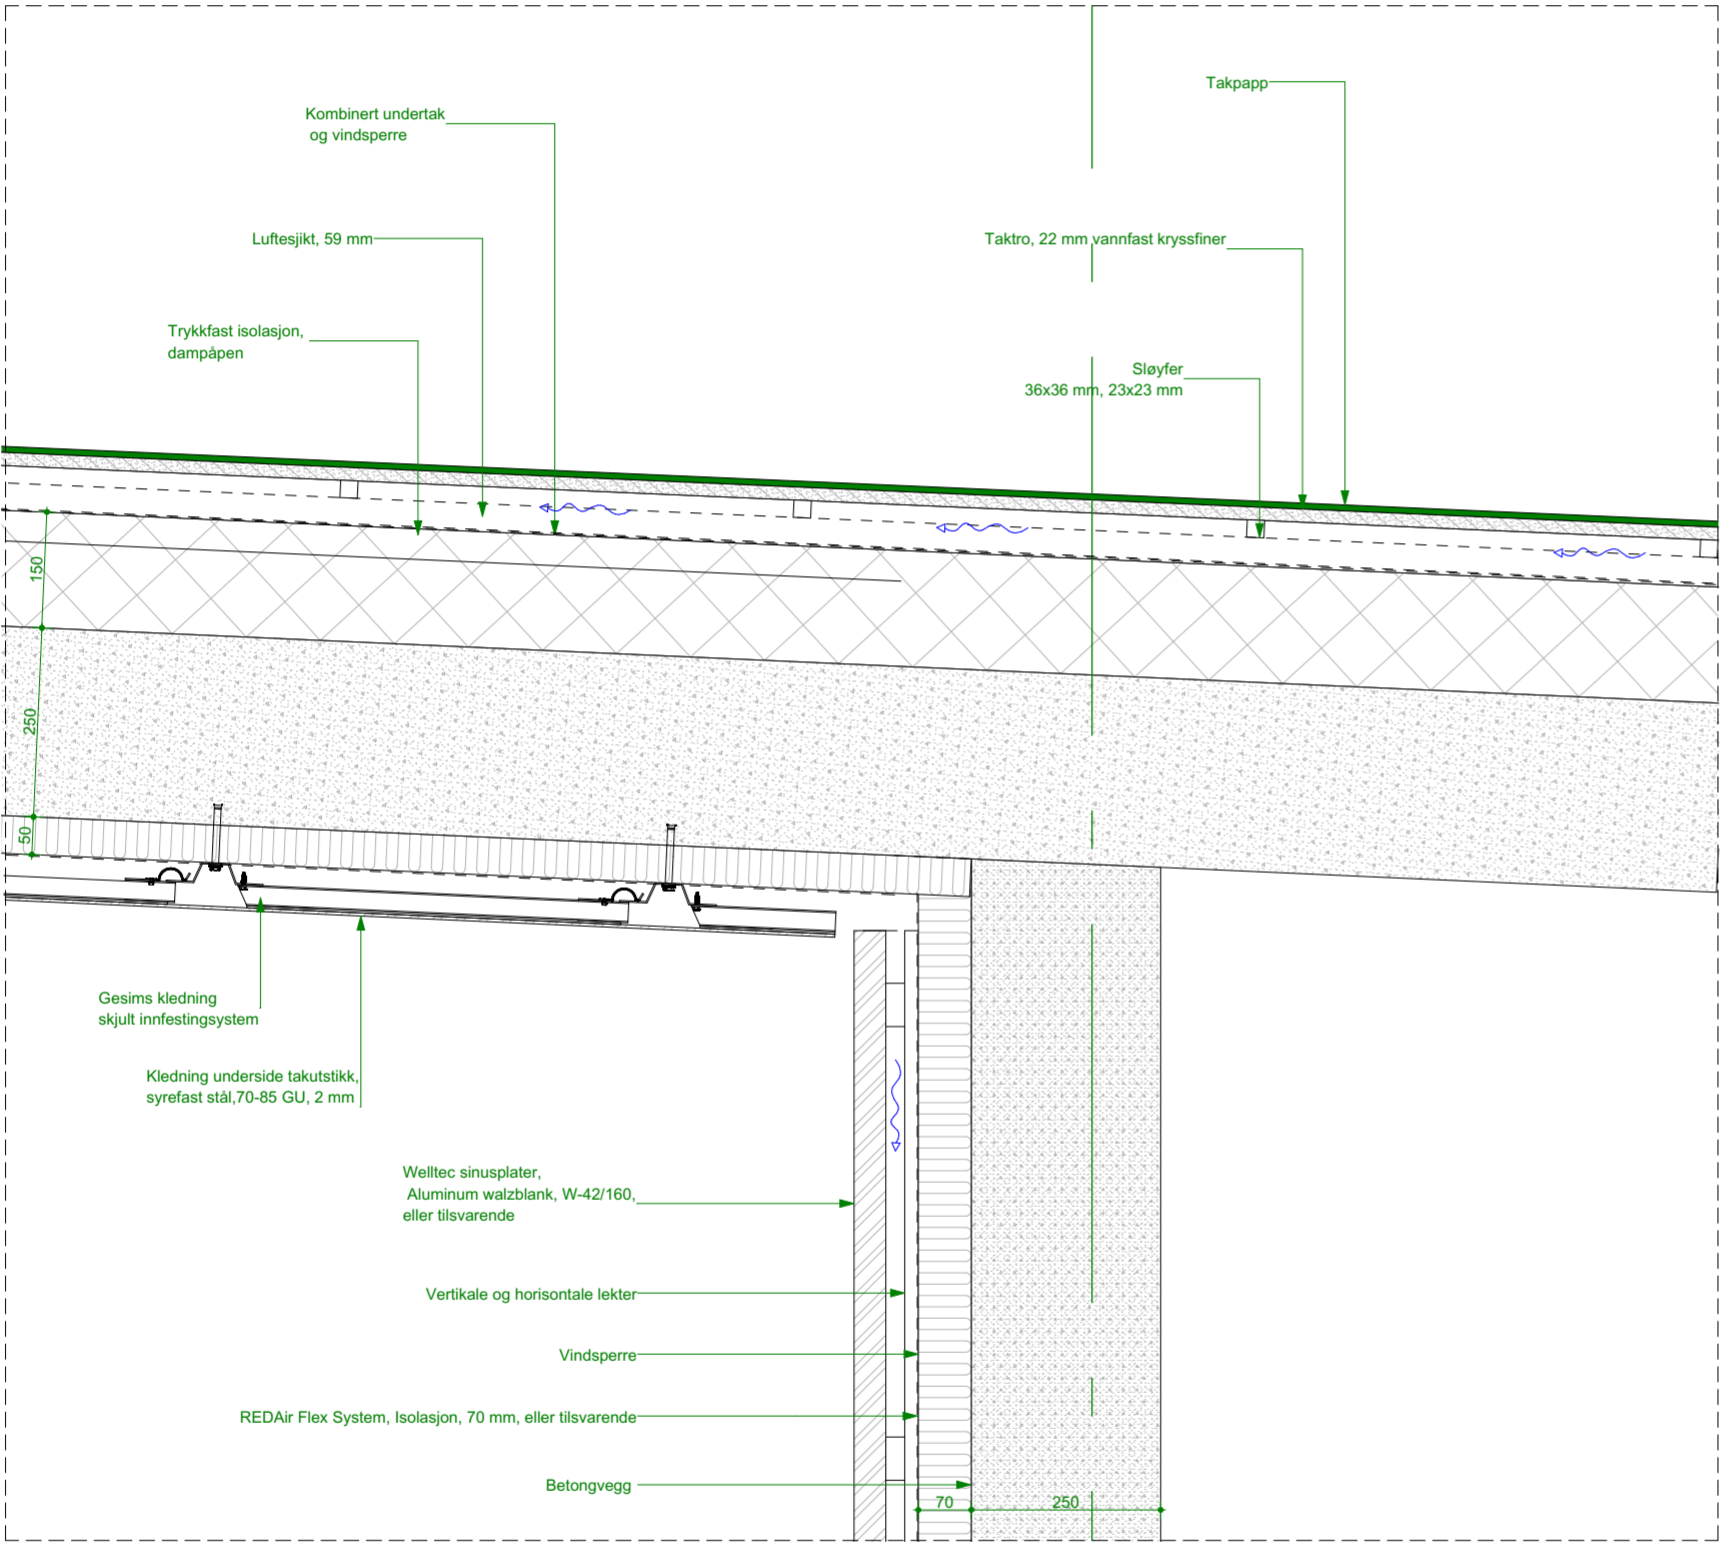 Takpapp
Kombinert undertak
og vindsperre
Luftesjikt, 59 mm
Taktro, 22 mm vannfast kryssfiner
Trykkfast isolasjon,
dampåpen
Sløyfer
36x36 mm, 23x23 mm
150
250
50
Gesims kledning
skjult innfestingsystem
Kledning underside takutstikk,
syrefast stål,70-85 GU, 2 mm
Welltec sinusplater,
Aluminum walzblank, W-42/160,
eller tilsvarende
Vertikale og horisontale lekter
Vindsperre
REDAir Flex System, Isolasjon, 70 mm, eller tilsvarende
Betongvegg
70
250